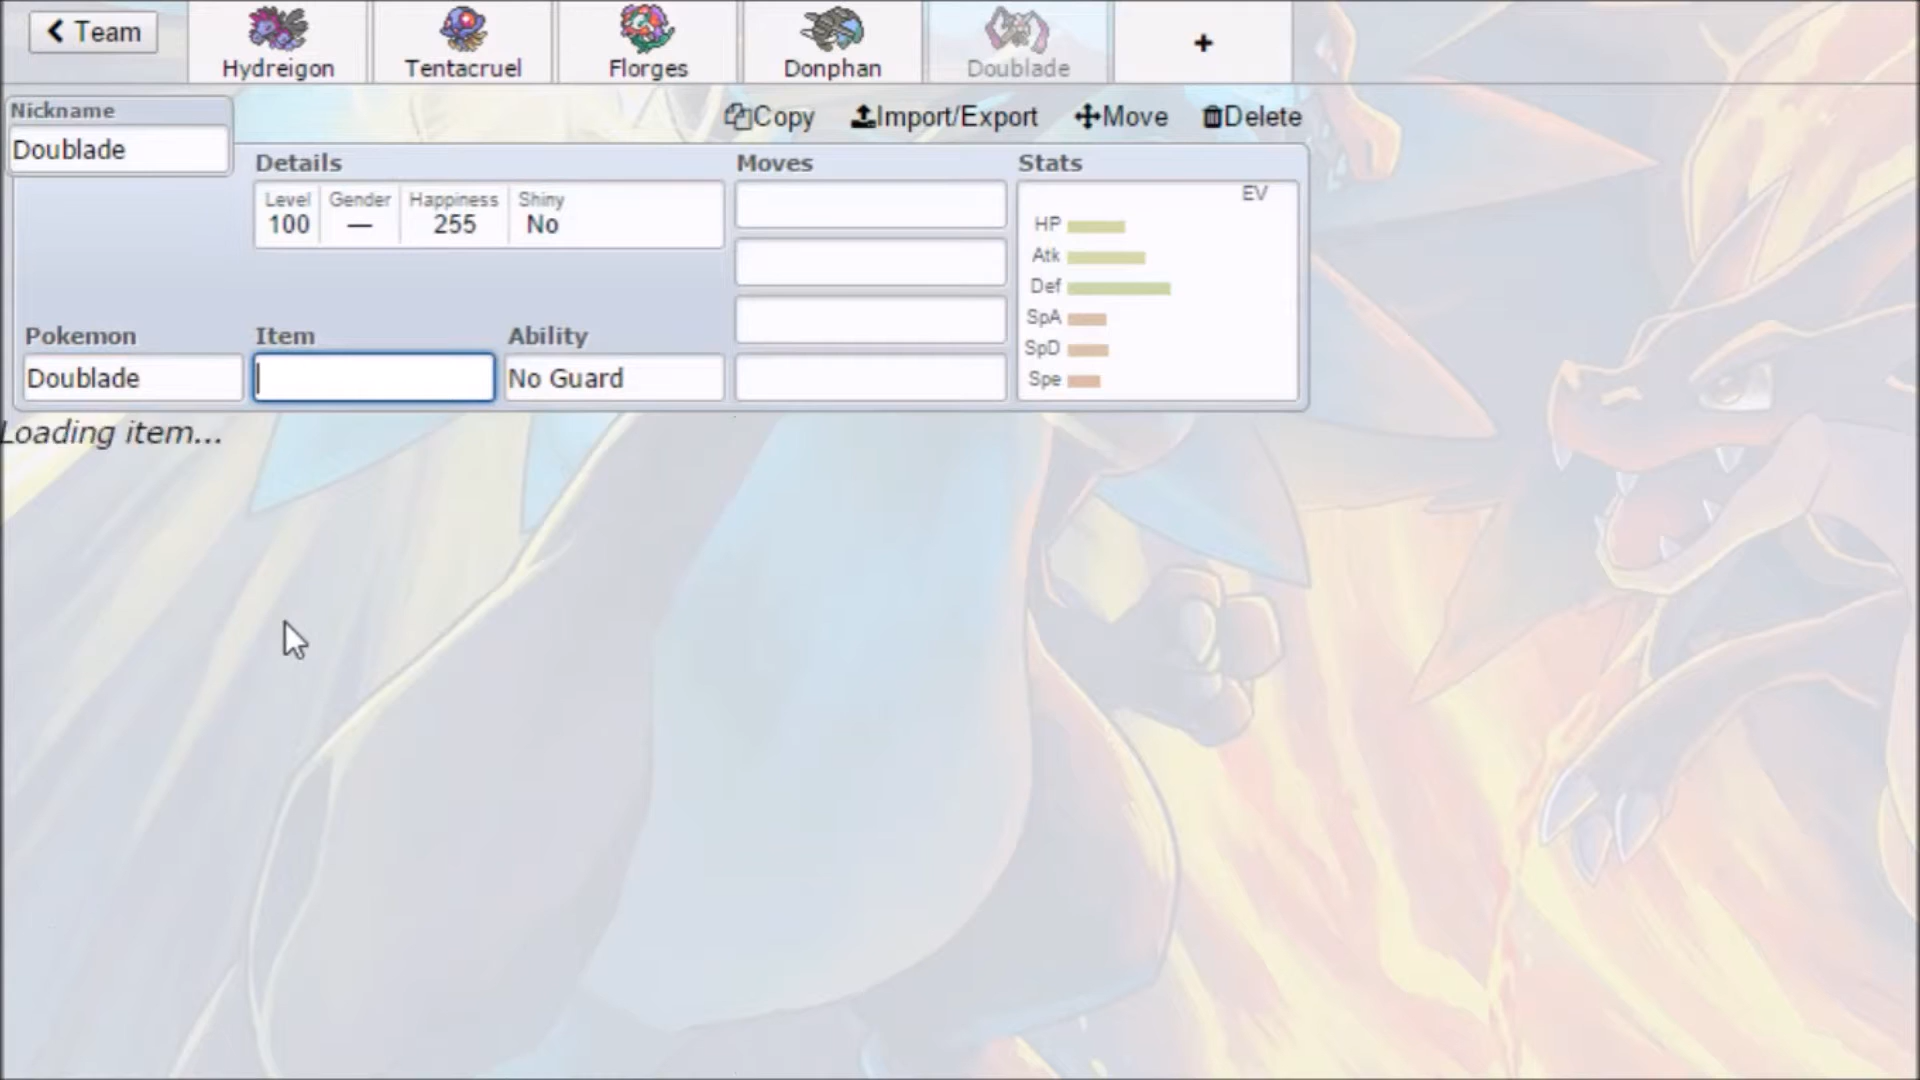 Team
Hydreigon
Tentacruel
Florges
Donphan
Doublade
+
Nickname
Doublade
Copy
Import/Export
Move
Delete
Details
Level
100
Gender
—
Happiness
255
Shiny
No
Pokemon
Doublade
Item
Ability
No Guard
Moves
Stats
EV
HP
Atk
Def
SpA
SpD
Spe
Loading item...